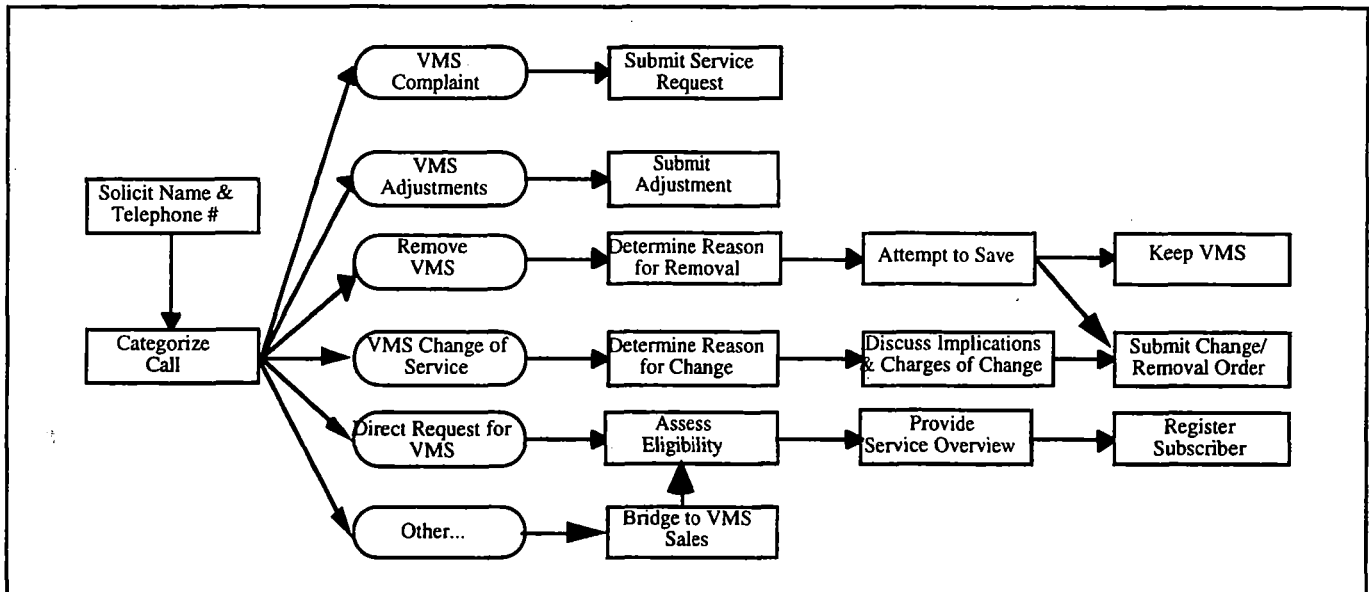 VMS
Complaint
Submit Service
Request
VMS
Adjustments
Submit
Adjustment
Solicit Name &
Telephone #
Remove
VMS
Determine Reason
for Removal
Attempt to Save
Keep VMS
Categorize
Call
VMS Change of
Service
Determine Reason
for Change
Discuss Implications
& Charges of Change
Submit Change/
Removal Order
Direct Request for
VMS
Assess
Eligibility
Provide
Service Overview
Register
Subscriber
Other...
Bridge to VMS
Sales